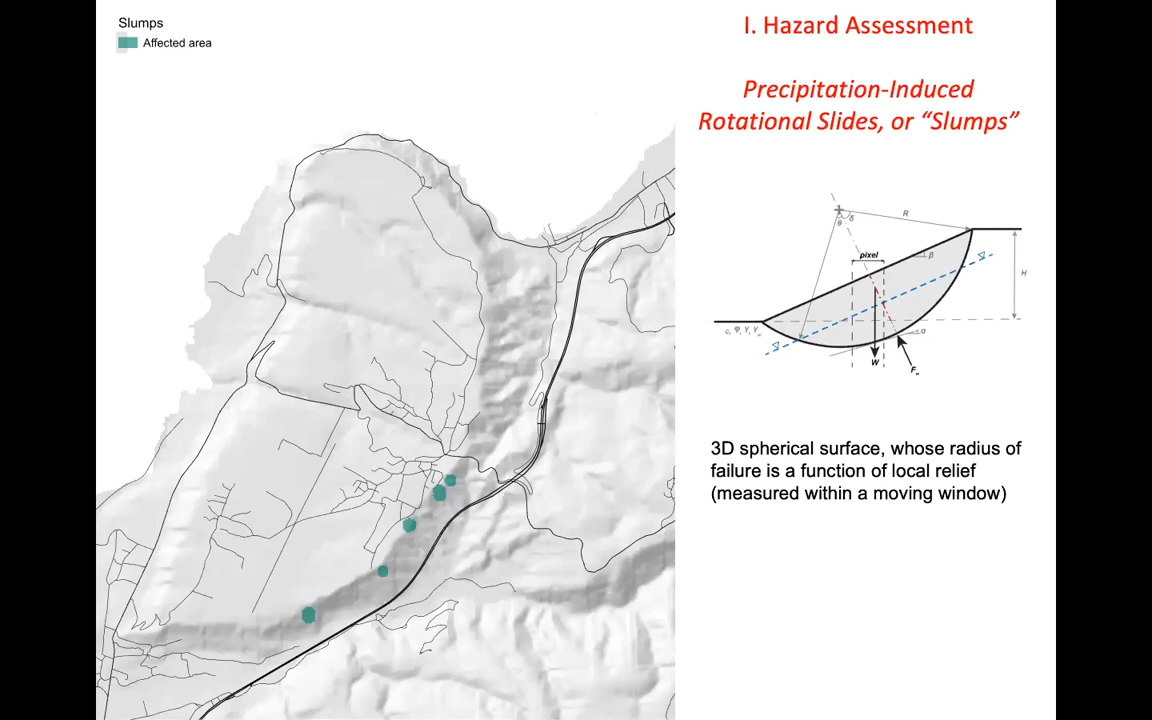 Slumps
Affected area
I. Hazard Assessment
Precipitation-Induced
Rotational Slides, or “Slumps”
R
θ δ
pixel
β
H
α
W
3D spherical surface, whose radius of
failure is a function of local relief
(measured within a moving window)